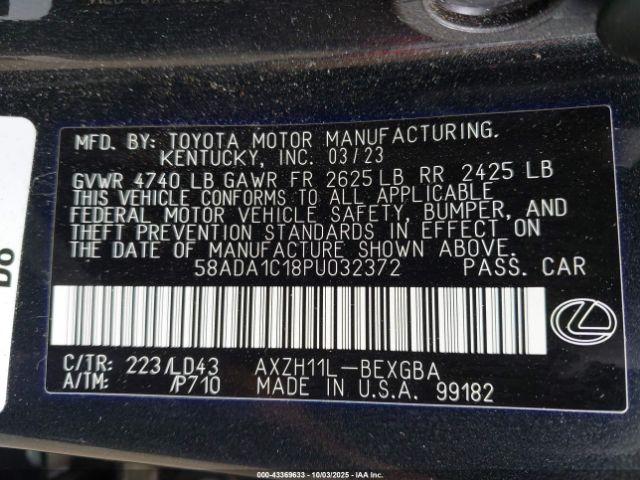 MFD. BY: TOYOTA MOTOR MANUFACTURING.
KENTUCKY, INC. 03/23
GVWR 4740 LB GAWR FR 2625 LB RR 2425 LB
THIS VEHICLE CONFORMS TO ALL APPLICABLE
FEDERAL MOTOR VEHICLE SAFETY, BUMPER, AND
THEFT PREVENTION STANDARDS IN EFFECT ON
THE DATE OF MANUFACTURE SHOWN ABOVE.
58ADA1C18PU032372 PASS. CAR
C/TR: 223/LD43 AXZH11L-BEXGBA
A/TM: /P710 MADE IN U.S.A. 99182
000-43369633 - 10/03/2025 - IAA Inc.